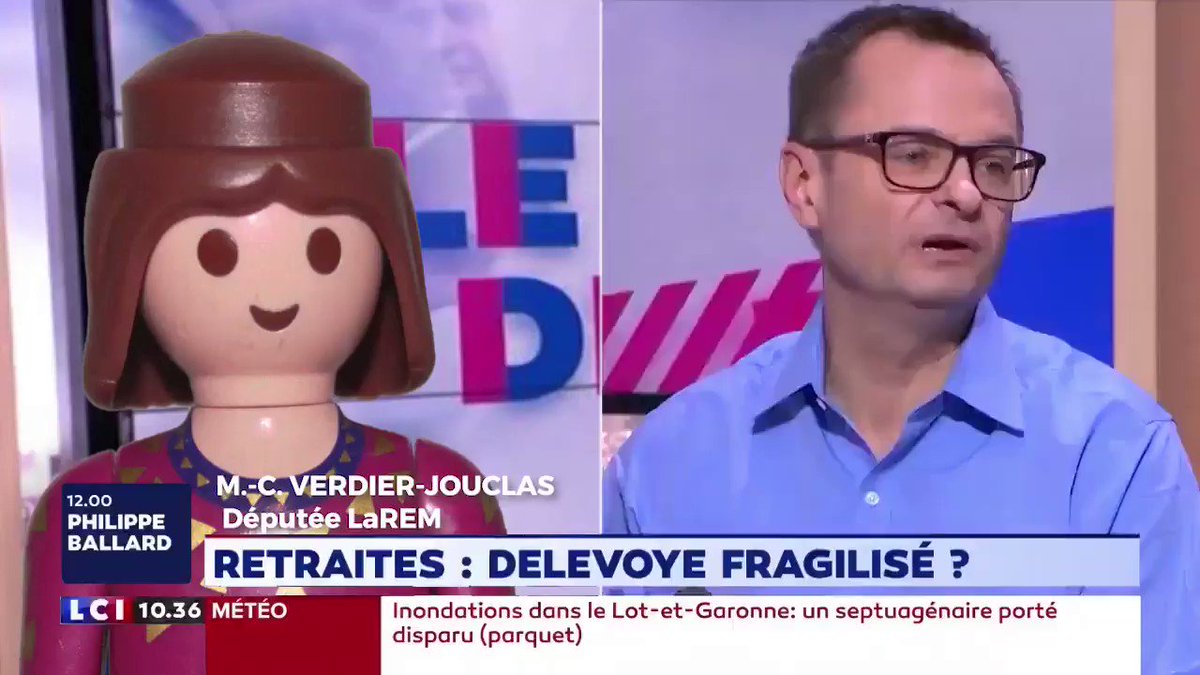 LE
D
M.-C. VERDIER-JOUCLAS
Députée LaREM
12.00
PHILIPPE
BALLARD
RETRAITES : DELEVOYE FRAGILISÉ ?
LCI 10.36 MÉTÉO
Inondations dans le Lot-et-Garonne: un septuagénaire porté
disparu (parquet)